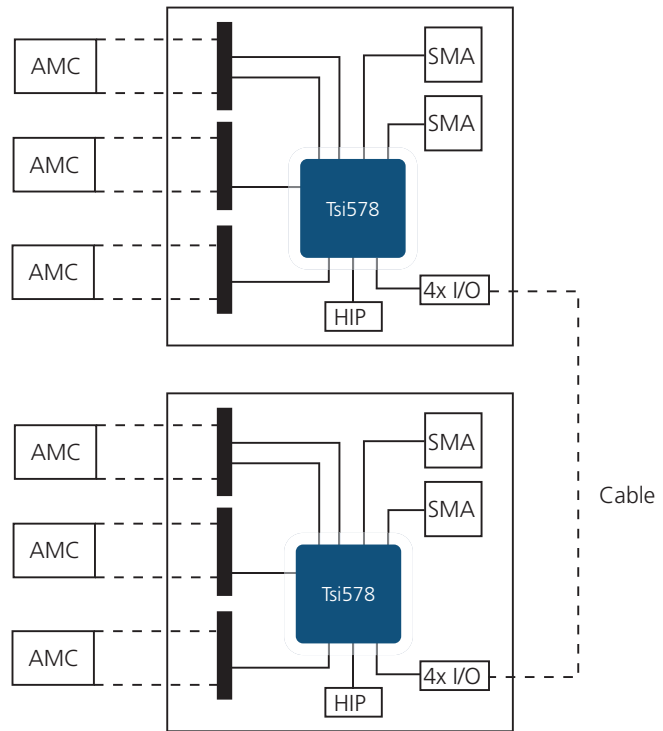 AMC
SMA
SMA
AMC
Tsi578
AMC
4x I/O
HIP
AMC
SMA
Cable
SMA
AMC
Tsi578
AMC
4x I/O
HIP